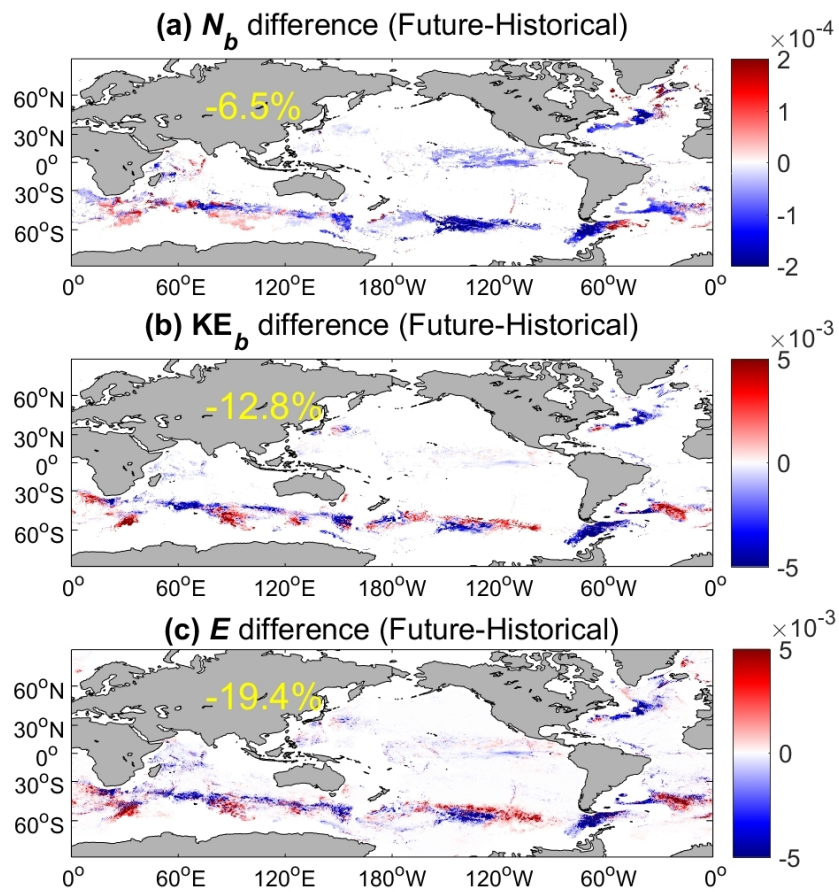 (a) N_b difference (Future-Historical)
×10⁻⁴
2
1
0
-1
-2
60°N
30°N
0°
30°S
60°S
-6.5%
0° 60°E 120°E 180°W 120°W 60°W 0°
(b) KE_b difference (Future-Historical)
×10⁻³
5
0
-5
60°N
30°N
0°
30°S
60°S
-12.8%
0° 60°E 120°E 180°W 120°W 60°W 0°
(c) E difference (Future-Historical)
×10⁻³
5
0
-5
60°N
30°N
0°
30°S
60°S
-19.4%
0° 60°E 120°E 180°W 120°W 60°W 0°